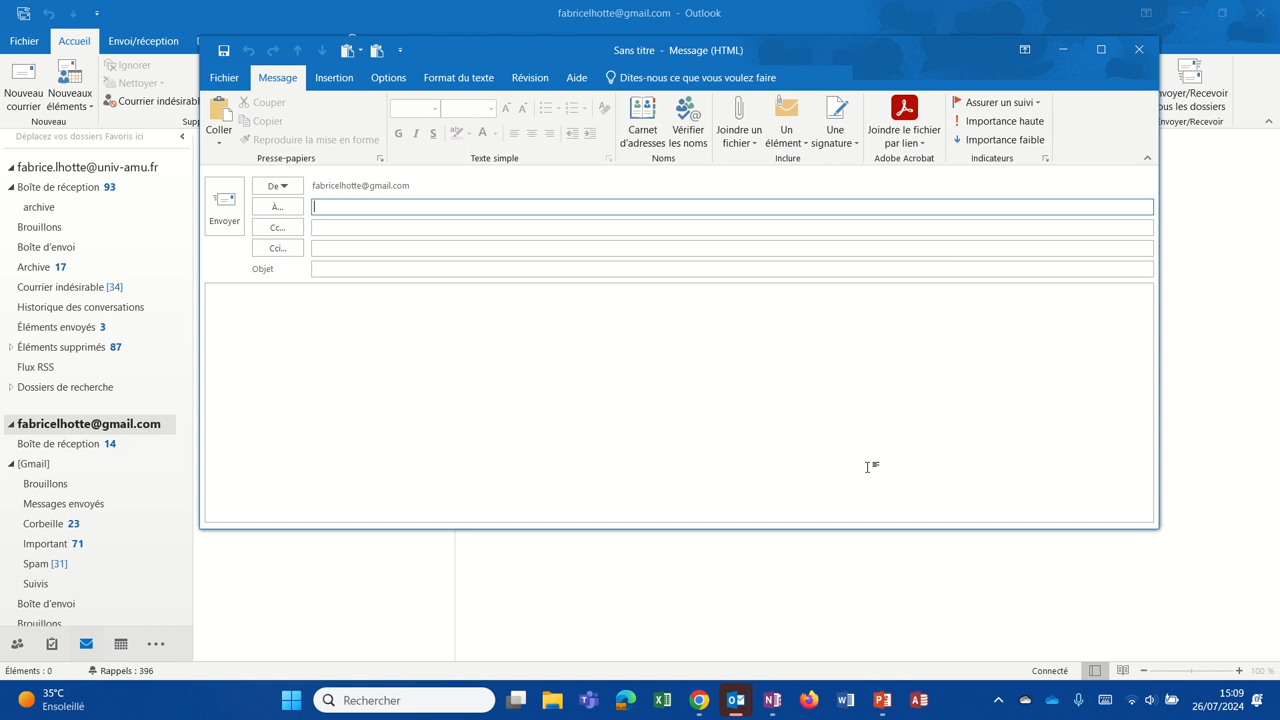 fabricelhotte@gmail.com - Outlook
Fichier Accueil Envoi/réception
Nouveau courrier
Nouveaux éléments
Ignorer
Nettoyer
Courrier indésirabl
Nouveau
Sup
Déplacez vos dossiers Favoris ici
fabrice.lhotte@univ-amu.fr
Boîte de réception 93
archive
Brouillons
Boîte d'envoi
Archive 17
Courrier indésirable [34]
Historique des conversations
Éléments envoyés 3
Éléments supprimés 87
Flux RSS
Dossiers de recherche
fabricelhotte@gmail.com
Boîte de réception 14
[Gmail]
Brouillons
Messages envoyés
Corbeille 23
Important 71
Spam [31]
Suivis
Boîte d'envoi
Brouillons
Sans titre - Message (HTML)
Fichier Message Insertion Options Format du texte Révision Aide Dites-nous ce que vous voulez faire
Coller
Couper
Copier
Reproduire la mise en forme
Presse-papiers
G I S A
Texte simple
Carnet d'adresses
Vérifier les noms
Noms
Joindre un fichier
Un élément
Une signature
Inclure
Joindre le fichier par lien
Adobe Acrobat
Assurer un suivi
Importance haute
Importance faible
Indicateurs
Envoyer
De fabricelhotte@gmail.com
À...
Cc...
Cci...
Objet
nvoyer/Recevoir
us les dossiers
nvoyer/Recevoir
Éléments : 0 Rappels : 396 Connecté 100 %
35°C
Ensoleillé
Rechercher
15:09
26/07/2024